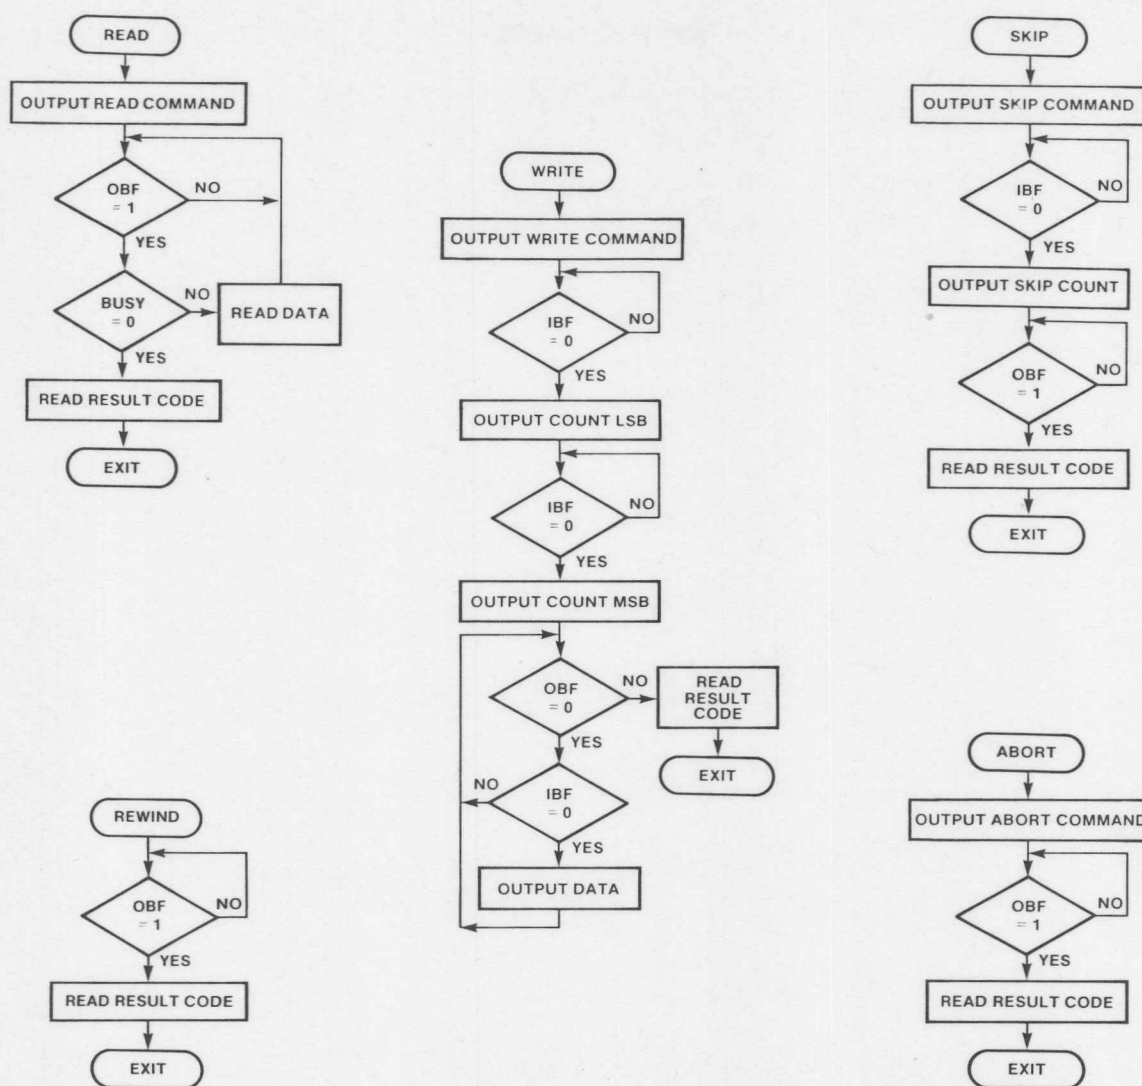 READ
OUTPUT READ COMMAND
OBF
= 1
NO
YES
BUSY
= 0
NO
READ DATA
YES
READ RESULT CODE
EXIT
REWIND
OBF
= 1
NO
YES
READ RESULT CODE
EXIT
WRITE
OUTPUT WRITE COMMAND
IBF
= 0
NO
YES
OUTPUT COUNT LSB
IBF
= 0
NO
YES
OUTPUT COUNT MSB
OBF
= 0
NO
READ
RESULT
CODE
EXIT
YES
NO
IBF
= 0
YES
OUTPUT DATA
SKIP
OUTPUT SKIP COMMAND
IBF
= 0
NO
YES
OUTPUT SKIP COUNT
OBF
= 1
NO
YES
READ RESULT CODE
EXIT
ABORT
OUTPUT ABORT COMMAND
OBF
= 1
NO
YES
READ RESULT CODE
EXIT